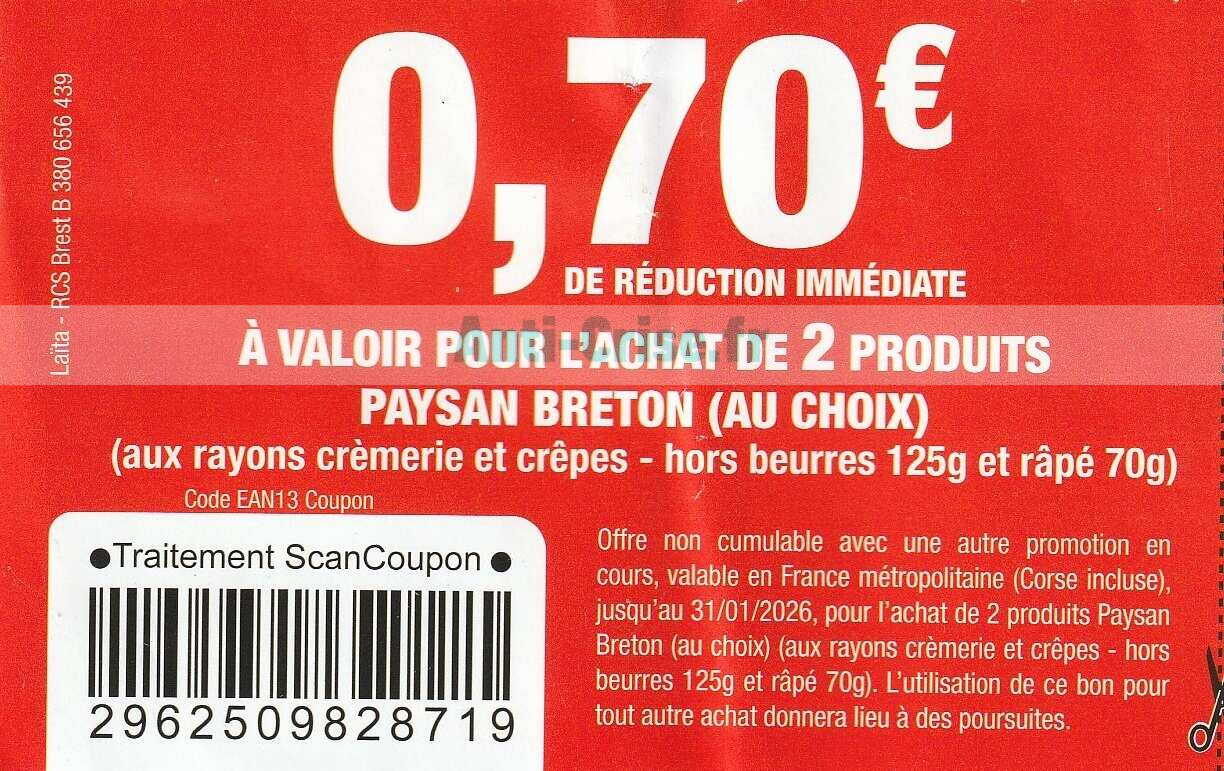 Laïta - RCS Brest B 380 656 439
0,70€
DE RÉDUCTION IMMÉDIATE
Anti-Crise.fr
À VALOIR POUR L'ACHAT DE 2 PRODUITS
PAYSAN BRETON (AU CHOIX)
(aux rayons crèmerie et crêpes - hors beurres 125g et râpé 70g)
Code EAN13 Coupon
●Traitement ScanCoupon●
2962509828719
Offre non cumulable avec une autre promotion en
cours, valable en France métropolitaine (Corse incluse),
jusqu'au 31/01/2026, pour l'achat de 2 produits Paysan
Breton (au choix) (aux rayons crèmerie et crêpes - hors
beurres 125g et râpé 70g). L'utilisation de ce bon pour
tout autre achat donnera lieu à des poursuites.